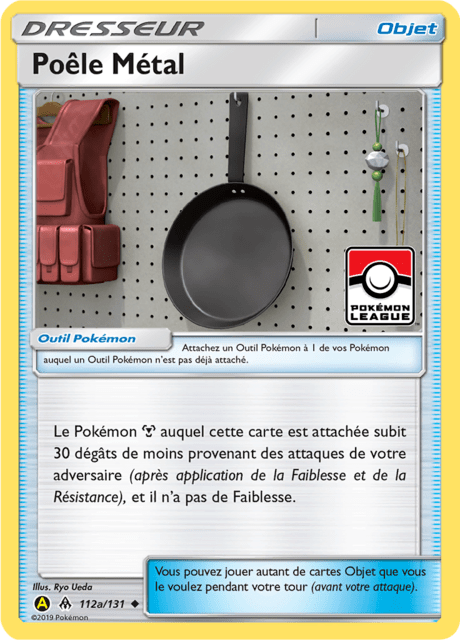 DRESSEUR Objet
Poêle Métal
POKÉMON
LEAGUE
Outil Pokémon
Attachez un Outil Pokémon à 1 de vos Pokémon
auquel un Outil Pokémon n'est pas déjà attaché.
Le Pokémon auquel cette carte est attachée subit
30 dégâts de moins provenant des attaques de votre
adversaire (après application de la Faiblesse et de la
Résistance), et il n'a pas de Faiblesse.
Vous pouvez jouer autant de cartes Objet que vous
le voulez pendant votre tour (avant votre attaque).
Illus. Ryo Ueda
A 112a/131
©2019 Pokémon